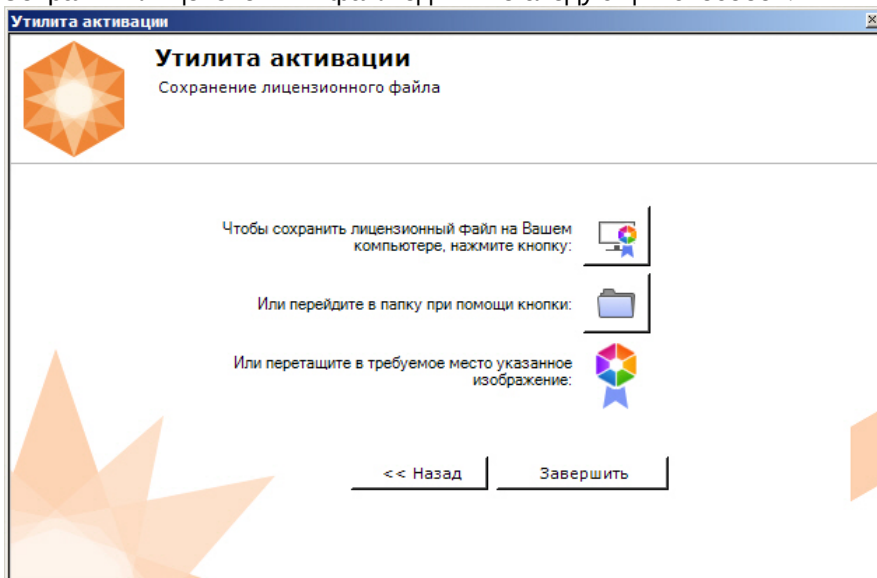 Утилита активации
Утилита активации
Сохранение лицензионного файла
Чтобы сохранить лицензионный файл на Вашем
компьютере, нажмите кнопку:
Или перейдите в папку при помощи кнопки:
Или перетащите в требуемое место указанное
изображение:
<< Назад
Завершить